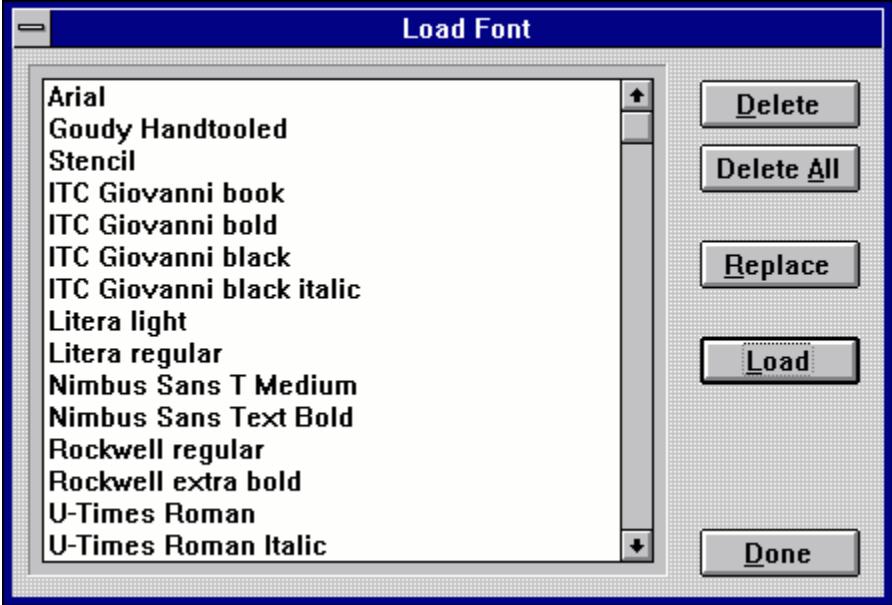 Load Font
Arial
Goudy Handtooled
Stencil
ITC Giovanni book
ITC Giovanni bold
ITC Giovanni black
ITC Giovanni black italic
Litera light
Litera regular
Nimbus Sans T Medium
Nimbus Sans Text Bold
Rockwell regular
Rockwell extra bold
U-Times Roman
U-Times Roman Italic
Delete
Delete All
Replace
Load
Done